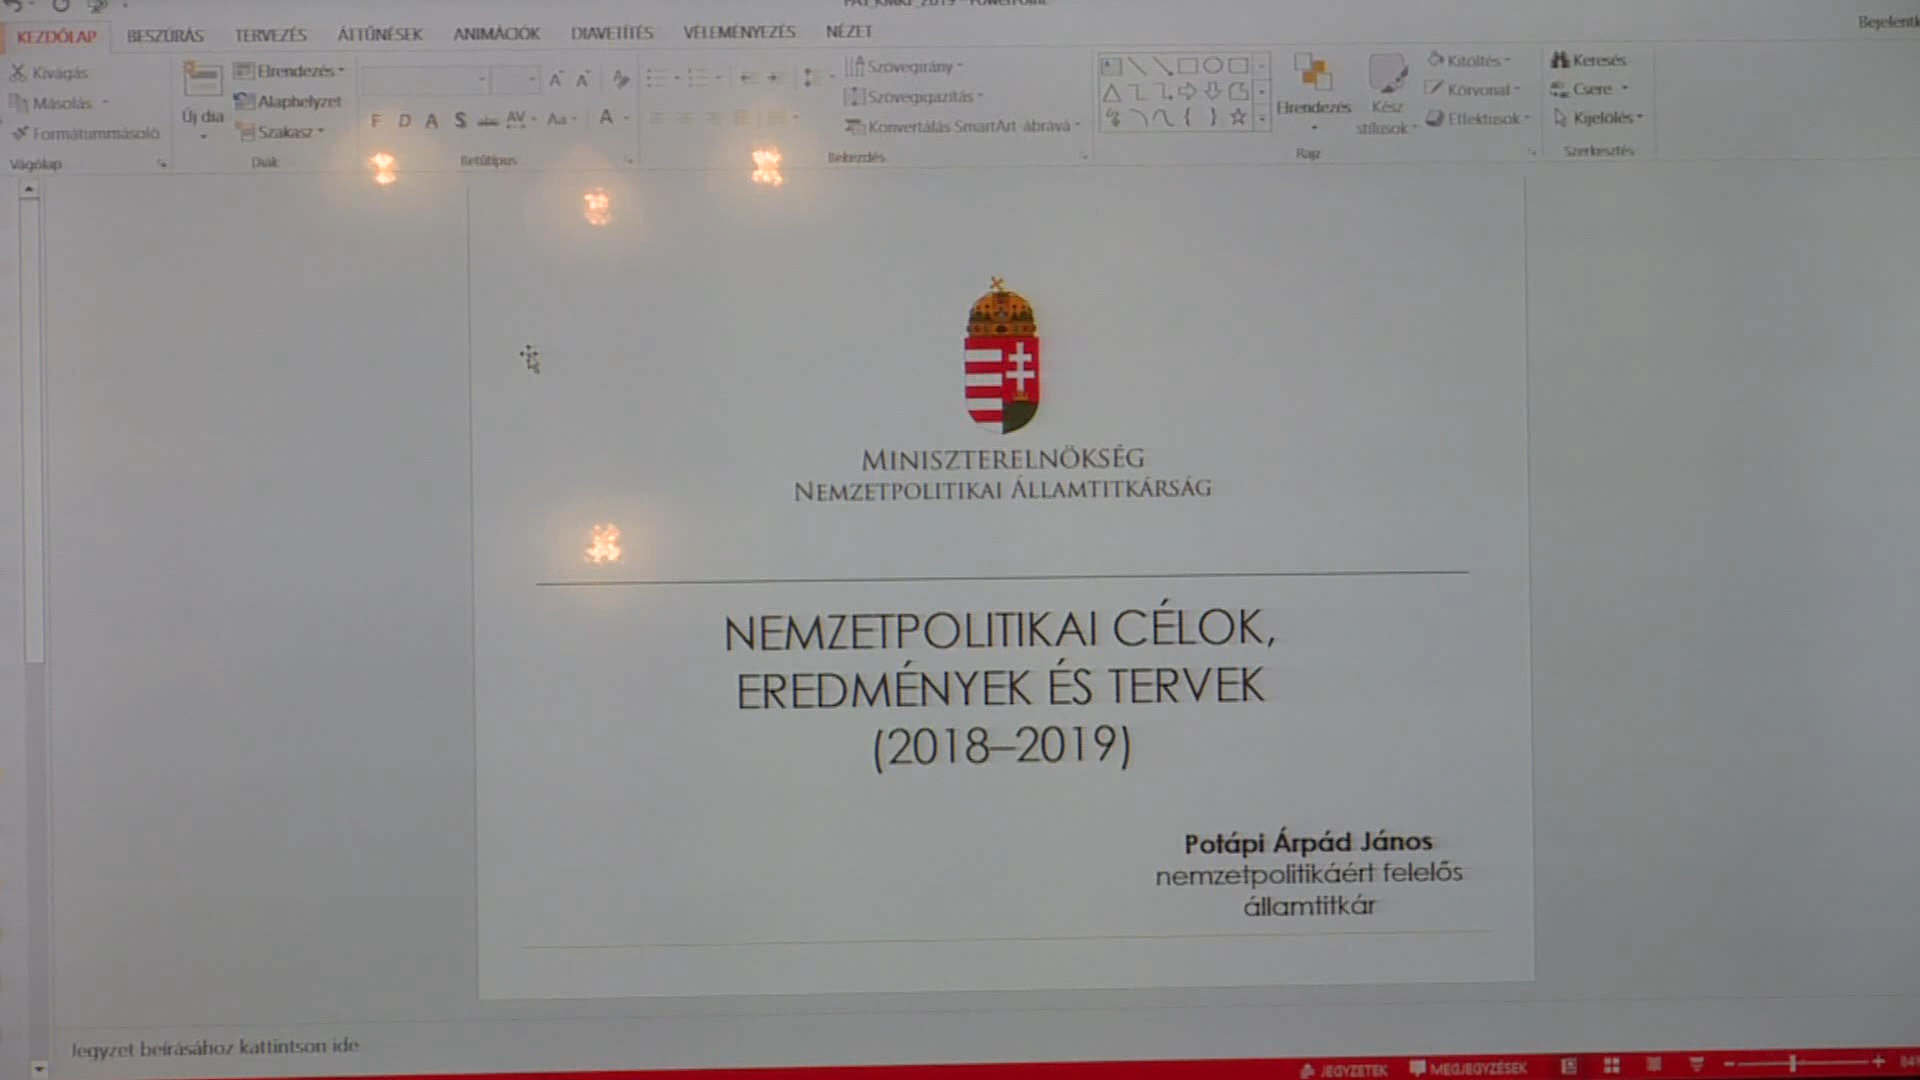 KEZDŐLAP BESZÚRÁS TERVEZÉS ÁTTŰNÉSEK ANIMÁCIÓK DIAVETÍTÉS VÉLEMÉNYEZÉS NÉZET
Kivágás
Másolás
Formátummásoló
Vágólap
Új dia
Elrendezés
Alaphelyzet
Szakasz
Diák
F D A S abc AV Aa A
Betűtípus
Szövegirány
Szövegigazítás
Konvertálás SmartArt-ábrává
Bekezdés
Elrendezés
Kész
stílusok
Kitöltés
Körvonal
Effektusok
Rajz
Keresés
Csere
Kijelölés
Szerkesztés
MINISZTERELNÖKSÉG
NEMZETPOLITIKAI ÁLLAMTITKÁRSÁG
NEMZETPOLITIKAI CÉLOK,
EREDMÉNYEK ÉS TERVEK
(2018–2019)
Potápi Árpád János
nemzetpolitikáért felelős
államtitkár
Jegyzet beírásához kattintson ide
JEGYZETEK MEGJEGYZÉSEK